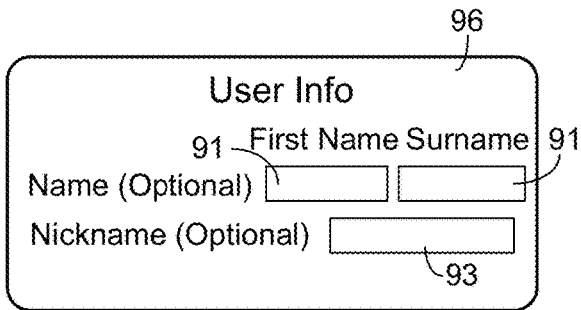 96
User Info
First Name Surname
91 91
Name (Optional)
Nickname (Optional)
93